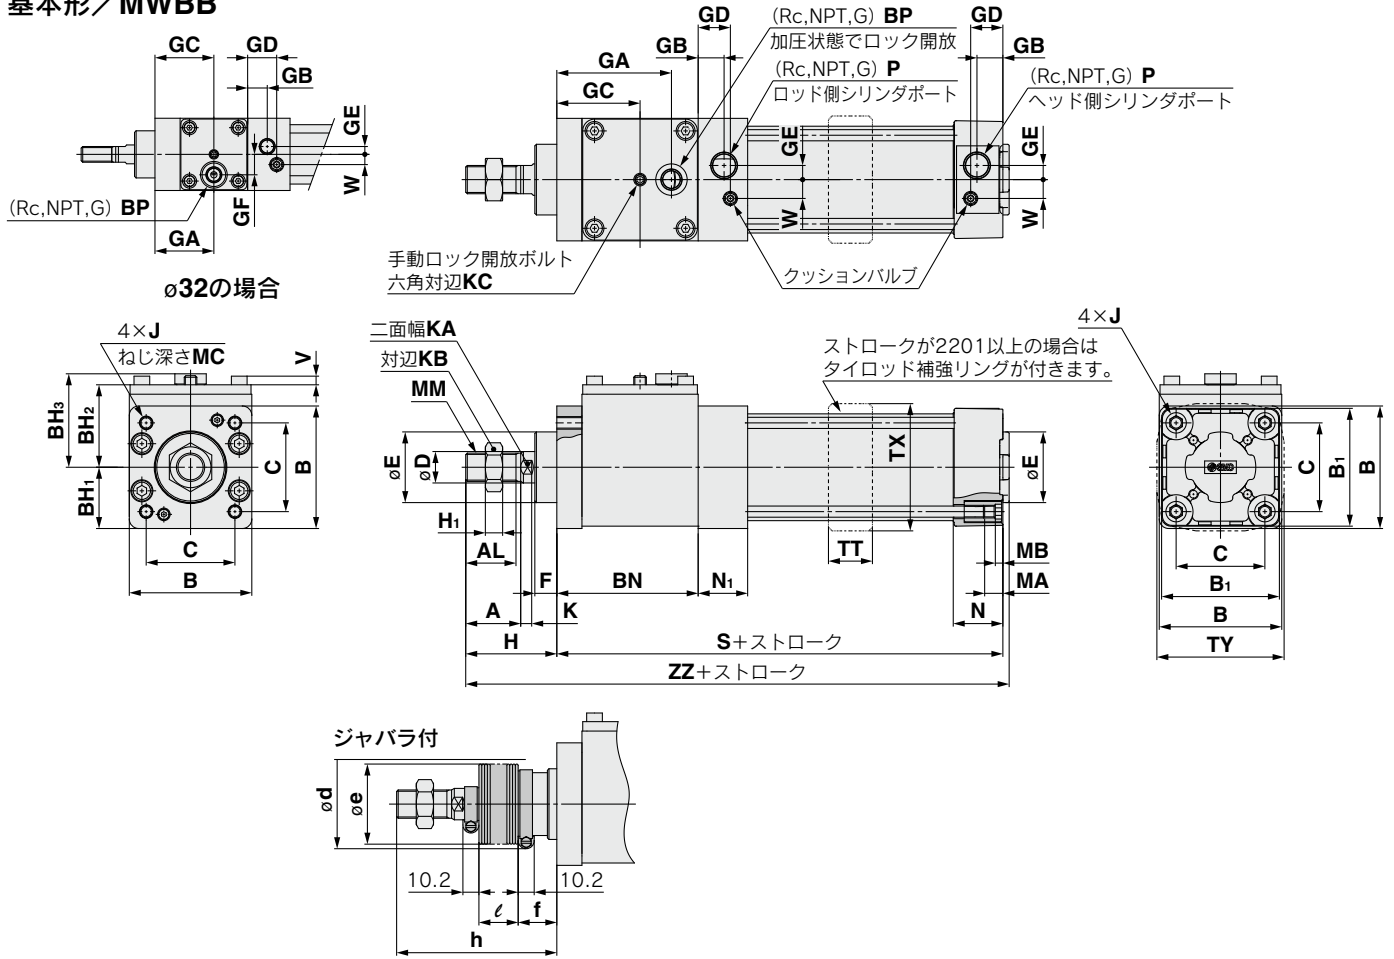 基本形／MWBB
GC
GD
GB
GE
W
GF
(Rc,NPT,G) BP
GA
ø32の場合
GD
GB
GA
GC
(Rc,NPT,G) BP
加圧状態でロック開放
(Rc,NPT,G) P
ロッド側シリンダポート
GD
GB
(Rc,NPT,G) P
ヘッド側シリンダポート
GE
W
GE
W
手動ロック開放ボルト
六角対辺KC
クッションバルブ
4×J
ねじ深さMC
V
BH3
BH2
BH1
C
B
C
B
二面幅KA
対辺KB
MM
øE
øD
H1
AL
F
BN
N1
A
K
H
S＋ストローク
ZZ＋ストローク
ストロークが2201以上の場合は
タイロッド補強リングが付きます。
TX
TT
øE
MB
MA
N
4×J
SMC
C
B1
B
C
B1
B
TY
ジャバラ付
ød
øe
10.2
10.2
ℓ
f
h